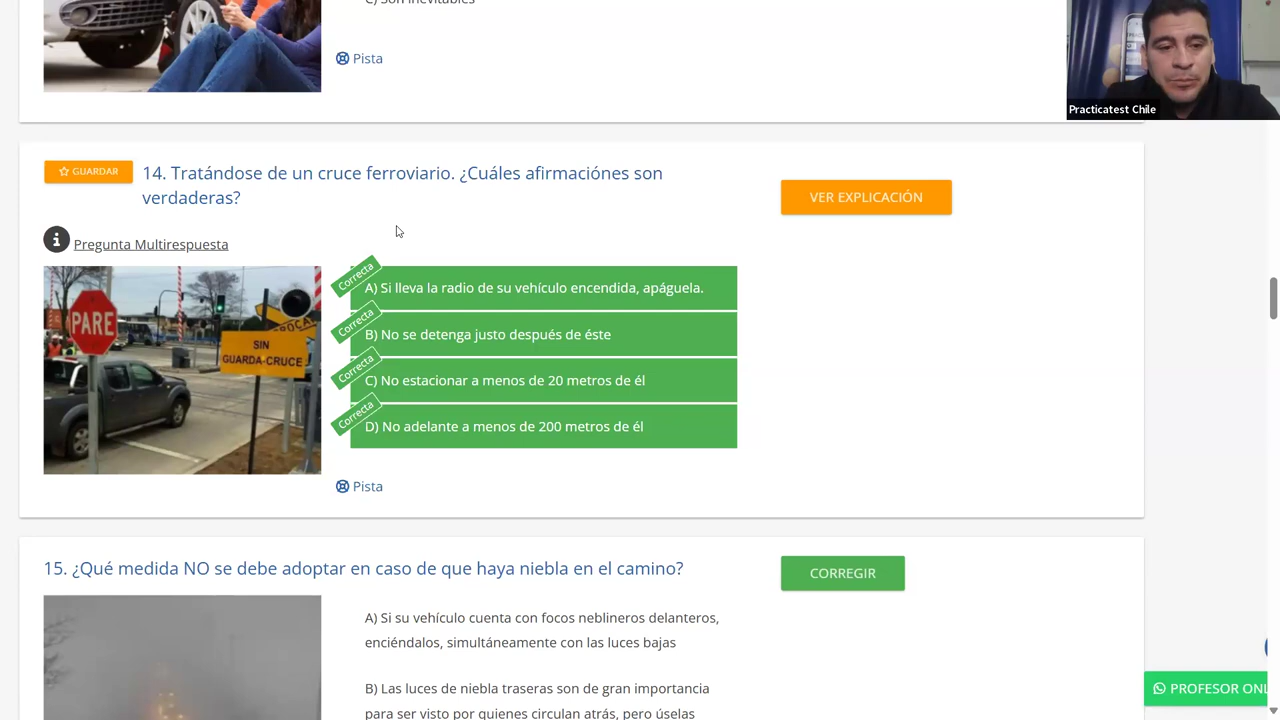 C) Son inevitables
Pista
Practicatest Chile
GUARDAR
14. Tratándose de un cruce ferroviario. ¿Cuáles afirmaciónes son
verdaderas?
VER EXPLICACIÓN
Pregunta Multirespuesta
PARE
SIN
GUARDA-CRUCE
Correcta
A) Si lleva la radio de su vehículo encendida, apáguela.
Correcta
B) No se detenga justo después de éste
Correcta
C) No estacionar a menos de 20 metros de él
Correcta
D) No adelante a menos de 200 metros de él
Pista
15. ¿Qué medida NO se debe adoptar en caso de que haya niebla en el camino?
CORREGIR
A) Si su vehículo cuenta con focos neblineros delanteros,
enciéndalos, simultáneamente con las luces bajas
B) Las luces de niebla traseras son de gran importancia
para ser visto por quienes circulan atrás, pero úselas
PROFESOR ONL